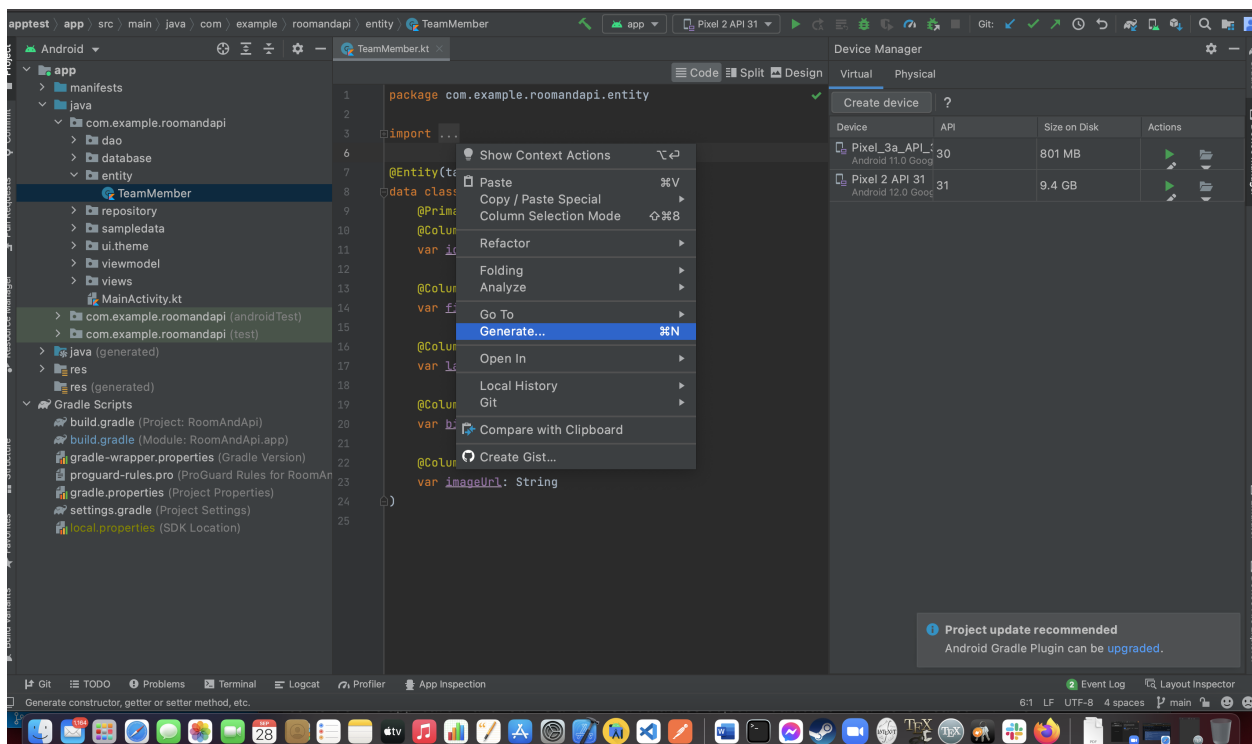 apptest app src main java com example roomandapi entity TeamMember app Pixel 2 API 31 Git:
Android
TeamMember.kt
Device Manager
Code Split Design
Virtual Physical
Create device ?
Device API Size on Disk Actions
Pixel_3a_API_3 30 801 MB
Android 11.0 Goog
Pixel 2 API 31 31 9.4 GB
Android 12.0 Goog
app
manifests
java
com.example.roomandapi
dao
database
entity
TeamMember
repository
sampledata
ui.theme
viewmodel
views
MainActivity.kt
com.example.roomandapi (androidTest)
com.example.roomandapi (test)
java (generated)
res
res (generated)
Gradle Scripts
build.gradle (Project: RoomAndApi)
build.gradle (Module: RoomAndApi.app)
gradle-wrapper.properties (Gradle Version)
proguard-rules.pro (ProGuard Rules for RoomAn
gradle.properties (Project Properties)
settings.gradle (Project Settings)
local.properties (SDK Location)
1 package com.example.roomandapi.entity
2
3 import ...
6
7 @Entity(ta
8 data class
9 @Prima
10 @Colum
11 var id
12
13 @Colum
14 var fi
15
16 @Colum
17 var la
18
19 @Colum
20 var bi
21
22 @Colum
23 var imageUrl: String
24 )
25
Show Context Actions ⌥⏎
Paste ⌘V
Copy / Paste Special
Column Selection Mode ⇧⌘8
Refactor
Folding
Analyze
Go To
Generate... ⌘N
Open In
Local History
Git
Compare with Clipboard
Create Gist...
Project update recommended
Android Gradle Plugin can be upgraded.
Git TODO Problems Terminal Logcat Profiler App Inspection 2 Event Log Layout Inspector
Generate constructor, getter or setter method, etc. 6:1 LF UTF-8 4 spaces main
1,164
SEP
28
tv
TEX